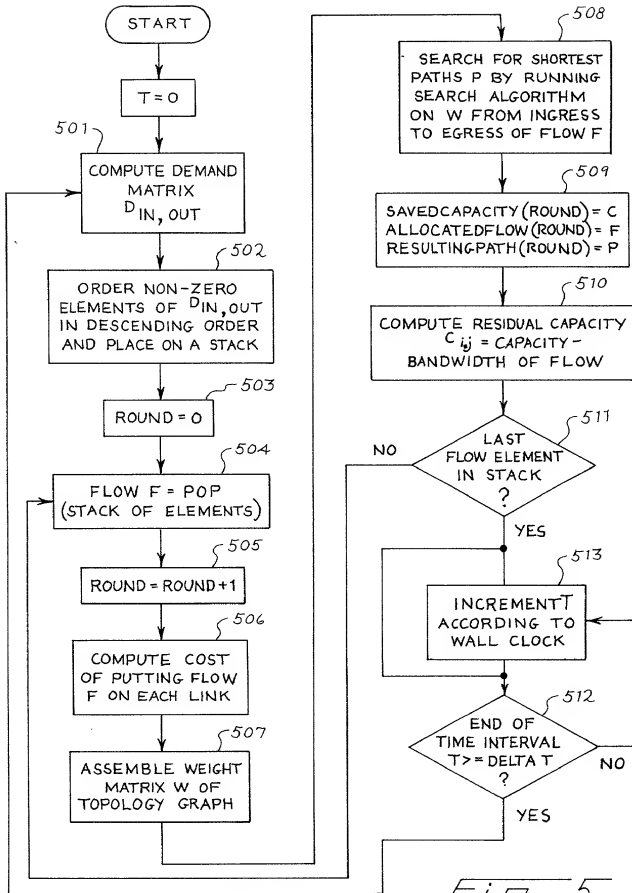 START
T=0
501
COMPUTE DEMAND
MATRIX
D IN, OUT
502
ORDER NON-ZERO
ELEMENTS OF D IN, OUT
IN DESCENDING ORDER
AND PLACE ON A STACK
503
ROUND=0
504
FLOW F = POP
(STACK OF ELEMENTS)
505
ROUND=ROUND+1
506
COMPUTE COST
OF PUTTING FLOW
F ON EACH LINK
507
ASSEMBLE WEIGHT
MATRIX W OF
TOPOLOGY GRAPH
508
SEARCH FOR SHORTEST
PATHS P BY RUNNING
SEARCH ALGORITHM
ON W FROM INGRESS
TO EGRESS OF FLOW F
509
SAVEDCAPACITY(ROUND)=C
ALLOCATEDFLOW(ROUND)=F
RESULTINGPATH(ROUND)=P
510
COMPUTE RESIDUAL CAPACITY
C i,j = CAPACITY-
BANDWIDTH OF FLOW
511
LAST
FLOW ELEMENT
IN STACK
?
NO
YES
513
INCREMENT T
ACCORDING TO
WALL CLOCK
512
END OF
TIME INTERVAL
T>=DELTA T
?
NO
YES
Fig. 5